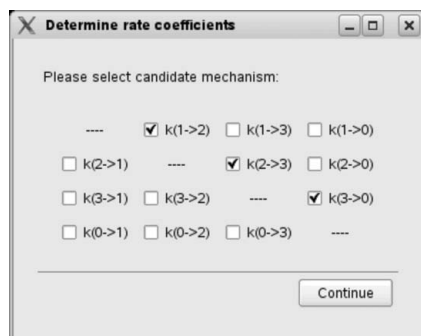 Determine rate coefficients
Please select candidate mechanism:
---- k(1->2) k(1->3) k(1->0)
k(2->1) ---- k(2->3) k(2->0)
k(3->1) k(3->2) ---- k(3->0)
k(0->1) k(0->2) k(0->3) ----
Continue